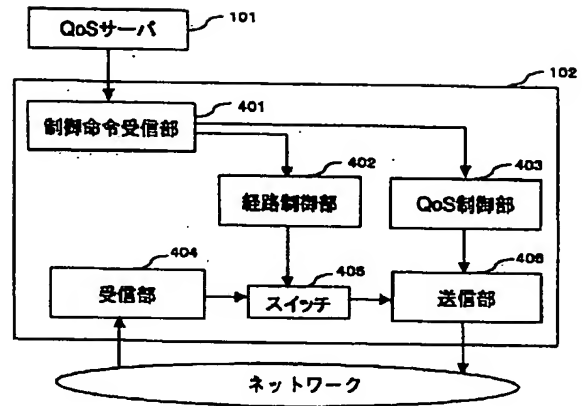 QoSサーバ
101
102
制御命令受信部
401
402
経路制御部
403
QoS制御部
404
受信部
405
スイッチ
406
送信部
ネットワーク